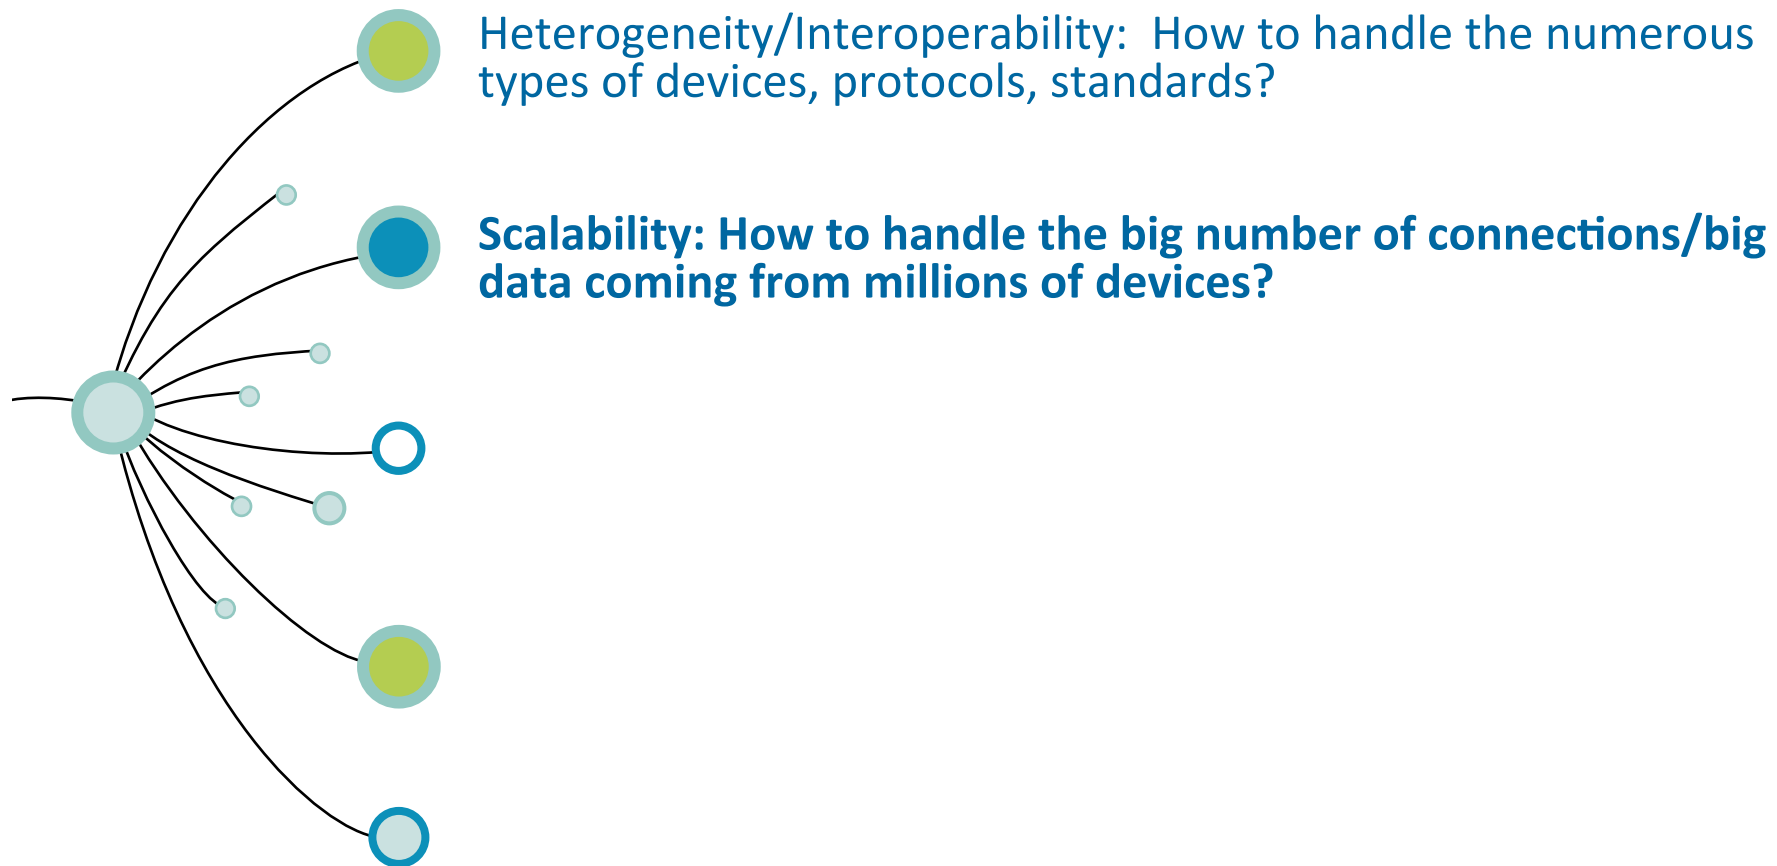 Heterogeneity/Interoperability:  How to handle the numerous
types of devices, protocols, standards?
Scalability: How to handle the big number of connections/big
data coming from millions of devices?